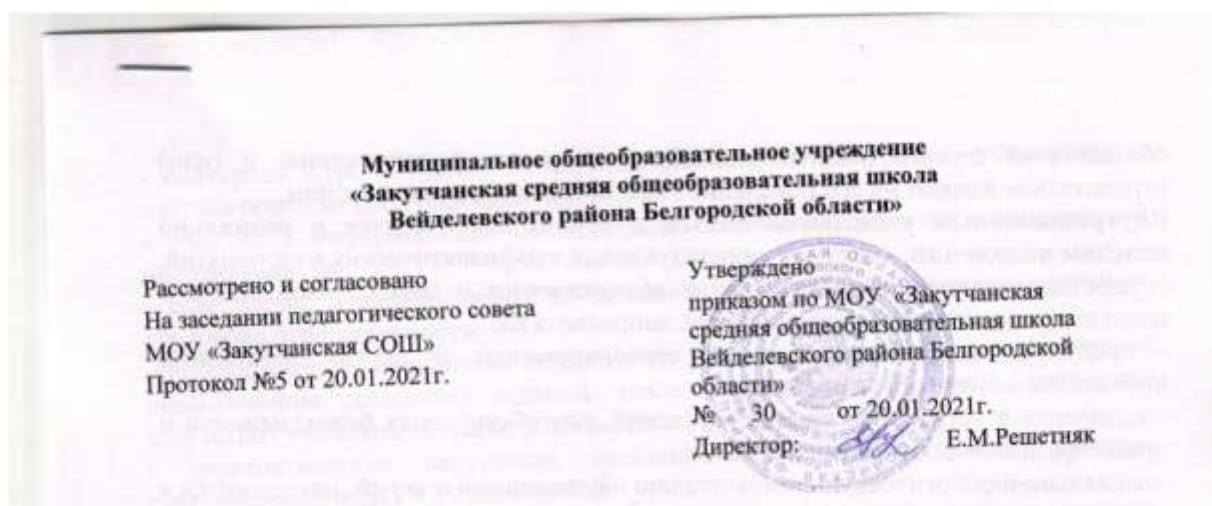 Муниципальное общеобразовательное учреждение
«Закутчанская средняя общеобразовательная школа
Вейделевского района Белгородской области»
Рассмотрено и согласовано
На заседании педагогического совета
МОУ «Закутчанская СОШ»
Протокол №5 от 20.01.2021г.
Утверждено
приказом по МОУ «Закутчанская
средняя общеобразовательная школа
Вейделевского района Белгородской
области»
№ 30 от 20.01.2021г.
Директор: Е.М.Решетняк